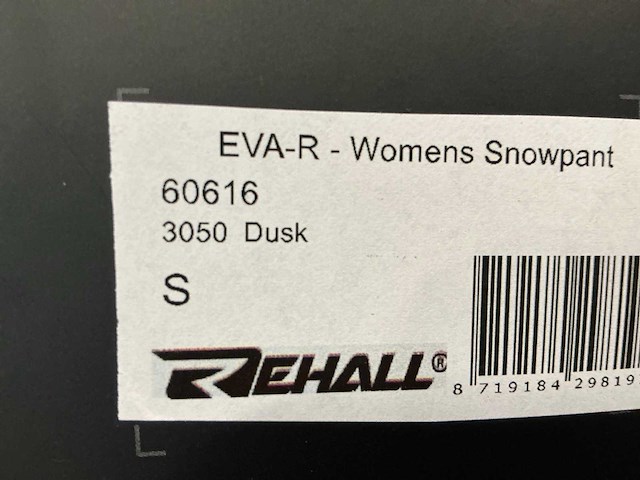 EVA-R - Womens Snowpant
60616
3050 Dusk
S
REHALL®
8 719184 29819